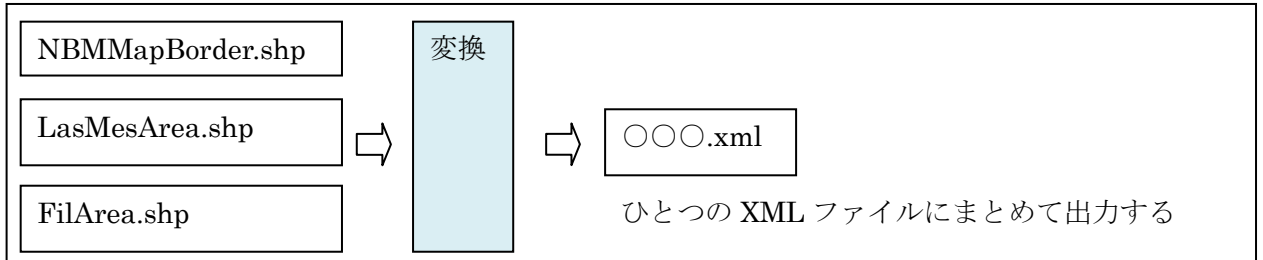 NBMMapBorder.shp
LasMesArea.shp
FilArea.shp
変換
○○○.xml
ひとつの XML ファイルにまとめて出力する